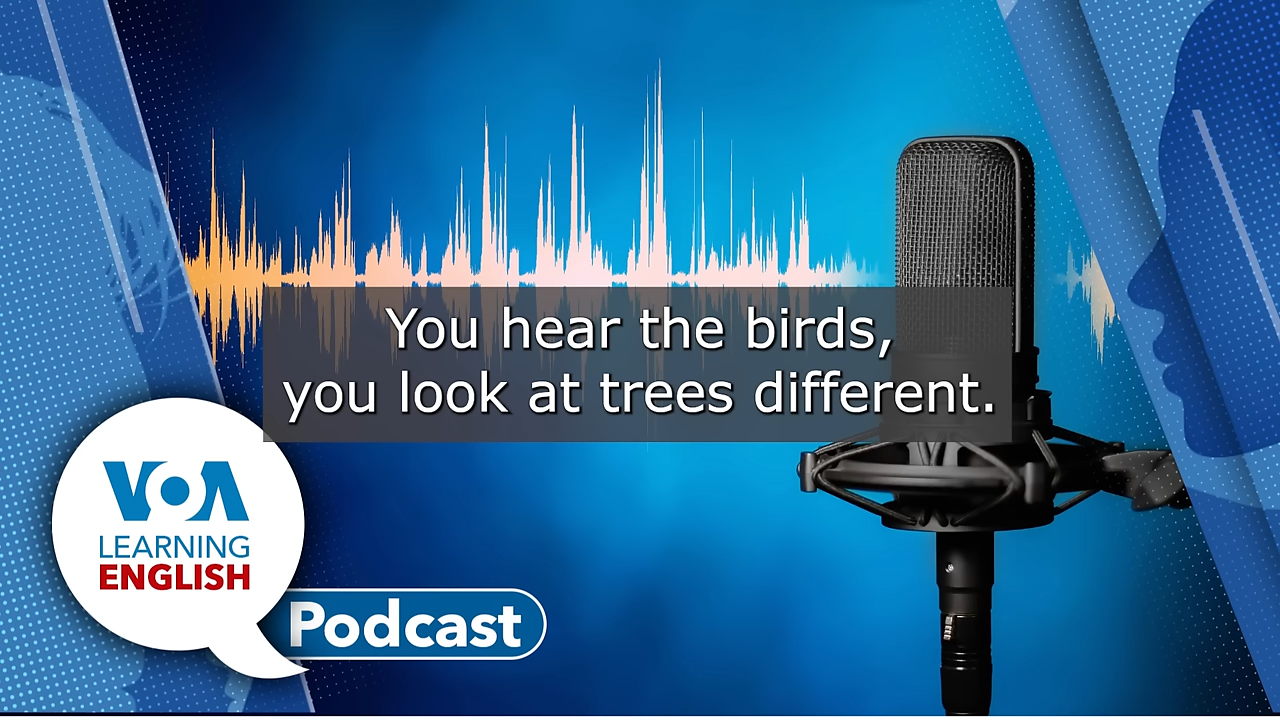 You hear the birds,
you look at trees different.
VOA
LEARNING
ENGLISH
Podcast